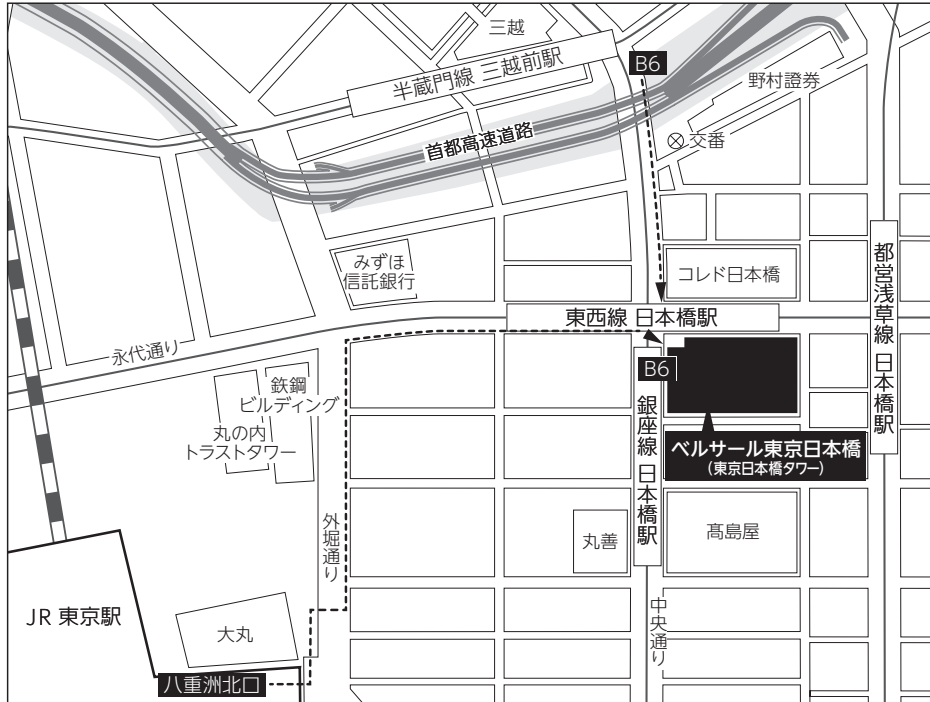 三越
半蔵門線 三越前駅
B6
野村證券
交番
首都高速道路
みずほ
信託銀行
コレド日本橋
都営浅草線 日本橋駅
東西線 日本橋駅
永代通り
B6
鉄鋼
ビルディング
丸の内
トラストタワー
銀座線 日本橋駅
ベルサール東京日本橋
(東京日本橋タワー)
外堀通り
丸善
髙島屋
JR 東京駅
大丸
中央通り
八重洲北口